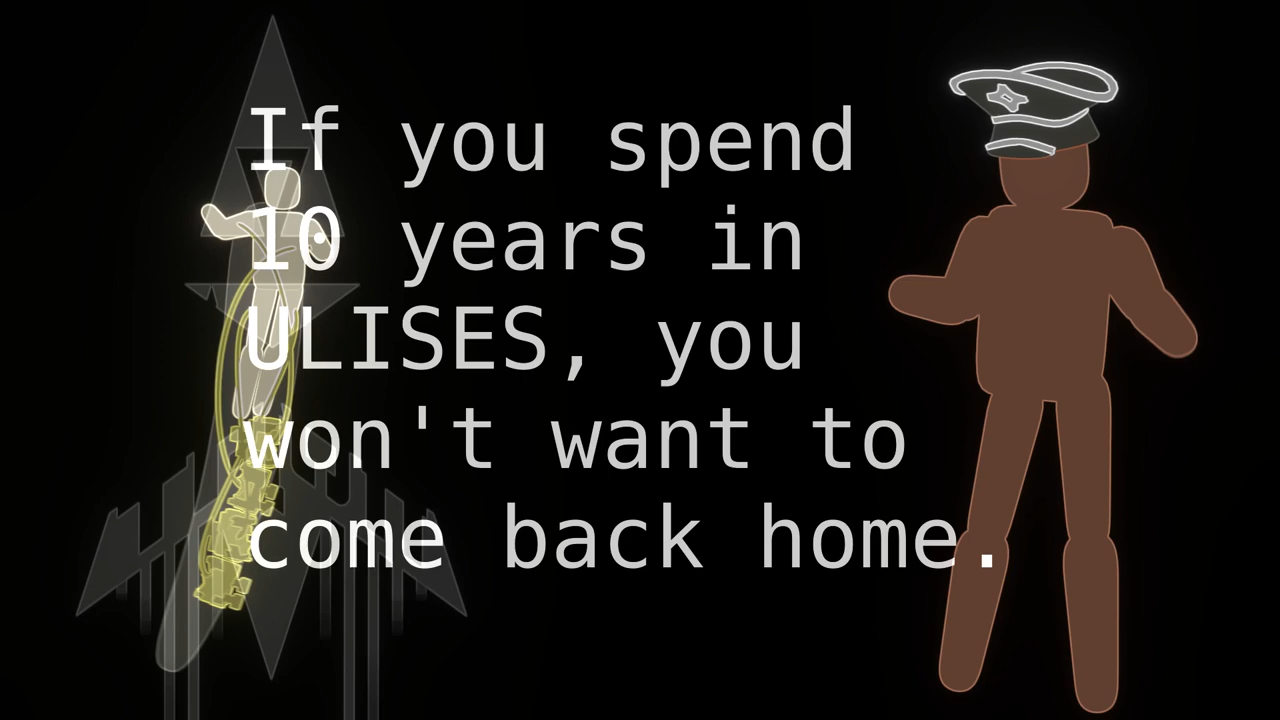 If you spend
10 years in
ULISES, you
won't want to
come back home.